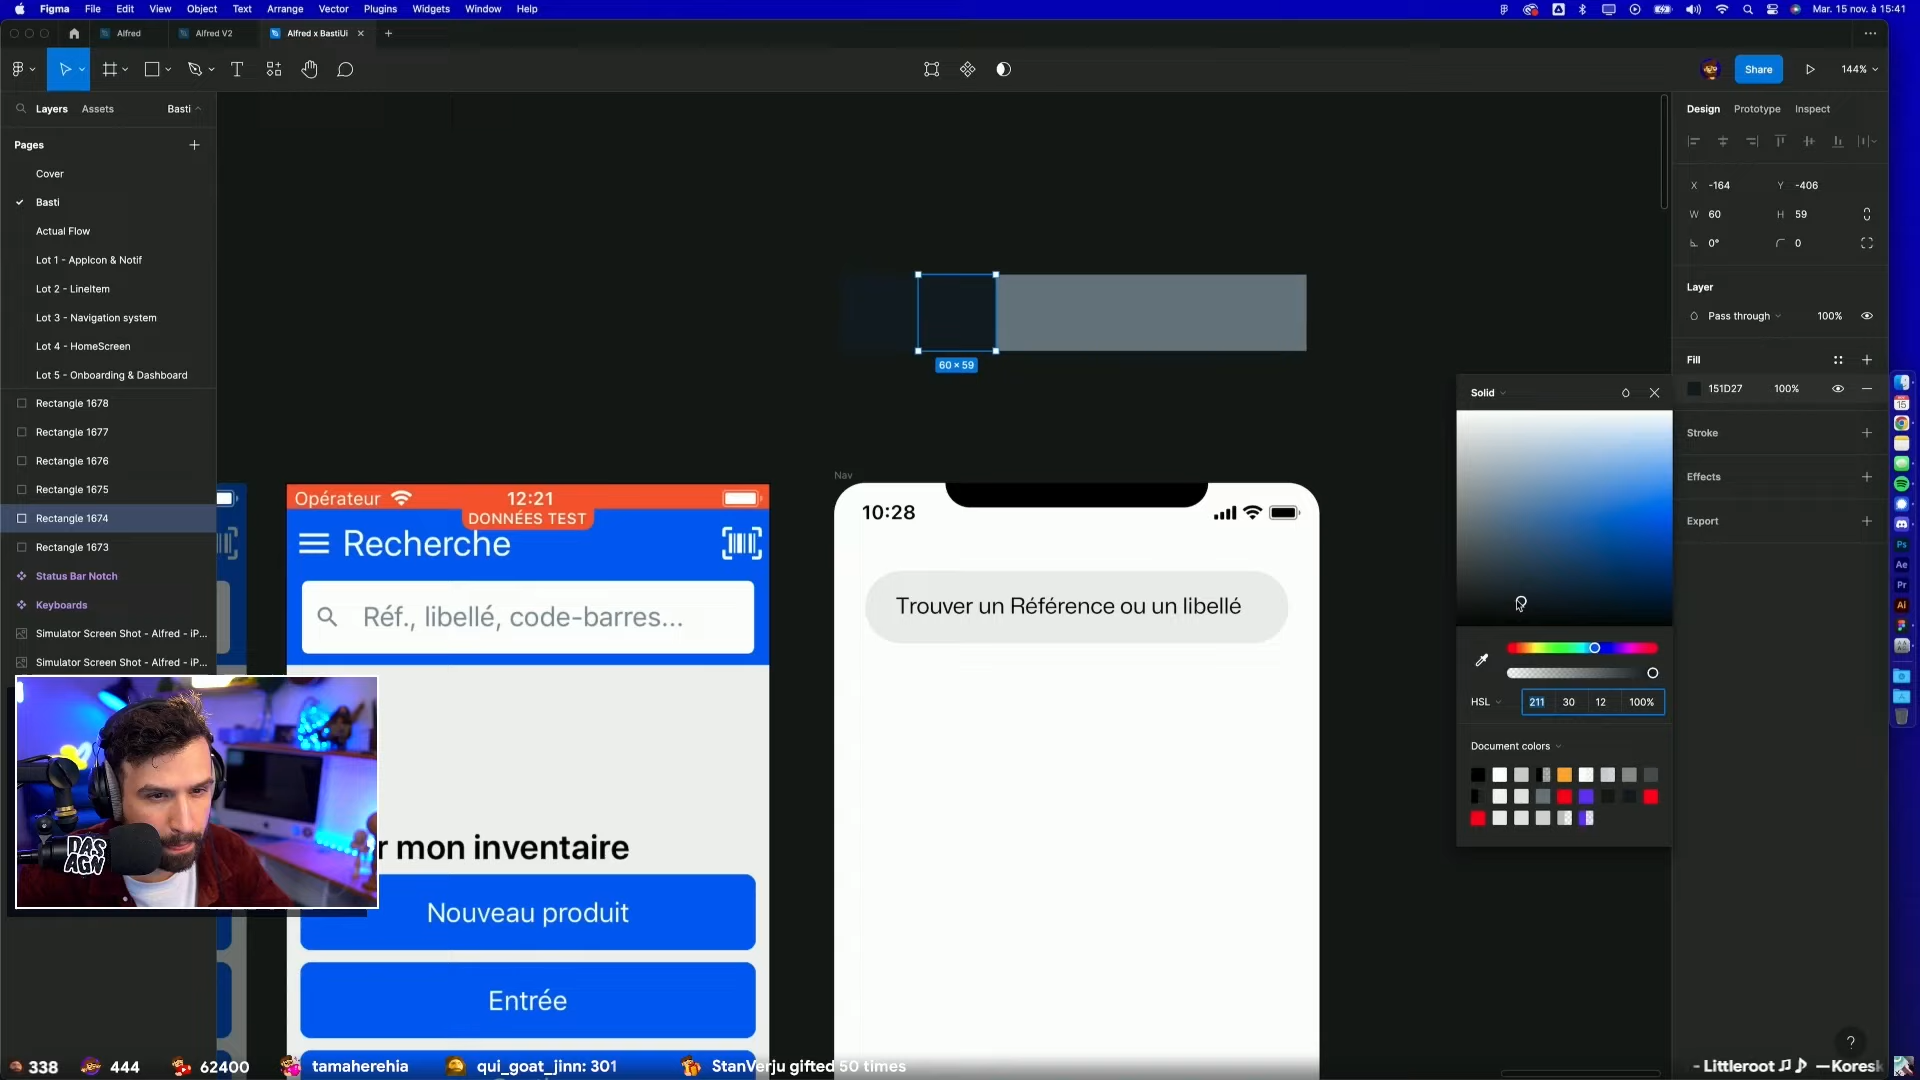 Figma File Edit View Object Text Arrange Vector Plugins Widgets Window Help
Mar. 15 nov. à 15:41
Alfred
Alfred V2
Alfred x BastiUi
Share
144%
Layers
Assets
Basti
Pages
Cover
Basti
Actual Flow
Lot 1 - AppIcon & Notif
Lot 2 - LineItem
Lot 3 - Navigation system
Lot 4 - HomeScreen
Lot 5 - Onboarding & Dashboard
Rectangle 1678
Rectangle 1677
Rectangle 1676
Rectangle 1675
Rectangle 1674
Rectangle 1673
Status Bar Notch
Keyboards
Simulator Screen Shot - Alfred - iP...
Simulator Screen Shot - Alfred - iP...
DAS
AGN
60 × 59
Opérateur
12:21
DONNÉES TEST
Recherche
Réf., libellé, code-barres...
r mon inventaire
Nouveau produit
Entrée
Nav
10:28
Trouver un Référence ou un libellé
Design
Prototype
Inspect
X -164
Y -406
W 60
H 59
0°
0
Layer
Pass through
100%
Fill
151D27
100%
Stroke
Effects
Export
Solid
HSL
211
30
12
100%
Document colors
15
Ps
Ae
Pr
Ai
?
338
444
62400
tamaherehia
qui_goat_jinn: 301
StanVerju gifted 50 times
- Littleroot ♫♪ —Koresk